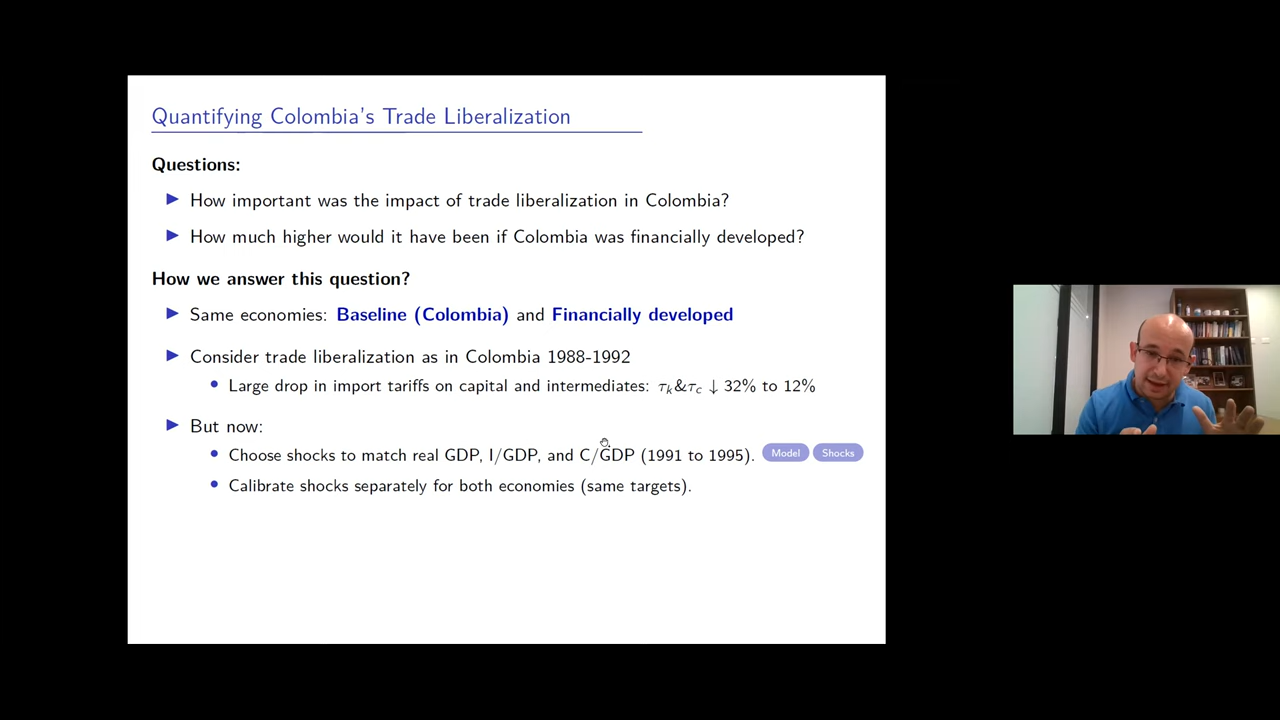 Quantifying Colombia's Trade Liberalization
Questions:
▶ How important was the impact of trade liberalization in Colombia?
▶ How much higher would it have been if Colombia was financially developed?
How we answer this question?
▶ Same economies: Baseline (Colombia) and Financially developed
▶ Consider trade liberalization as in Colombia 1988-1992
• Large drop in import tariffs on capital and intermediates: τk&τc ↓ 32% to 12%
▶ But now:
• Choose shocks to match real GDP, I/GDP, and C/GDP (1991 to 1995). Model Shocks
• Calibrate shocks separately for both economies (same targets).